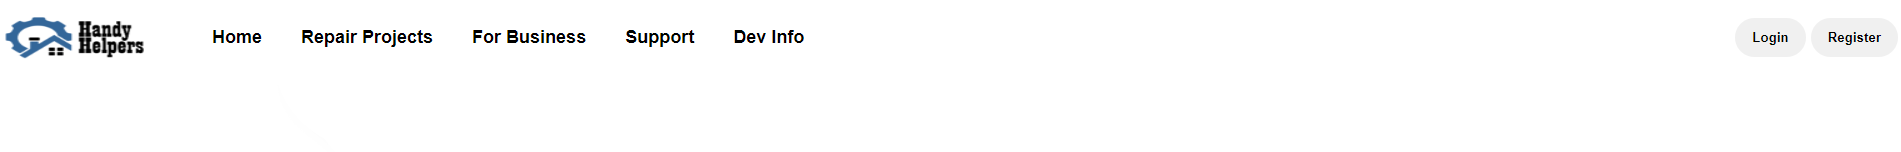 Handy
Helpers
Home Repair Projects For Business Support Dev Info Login Register